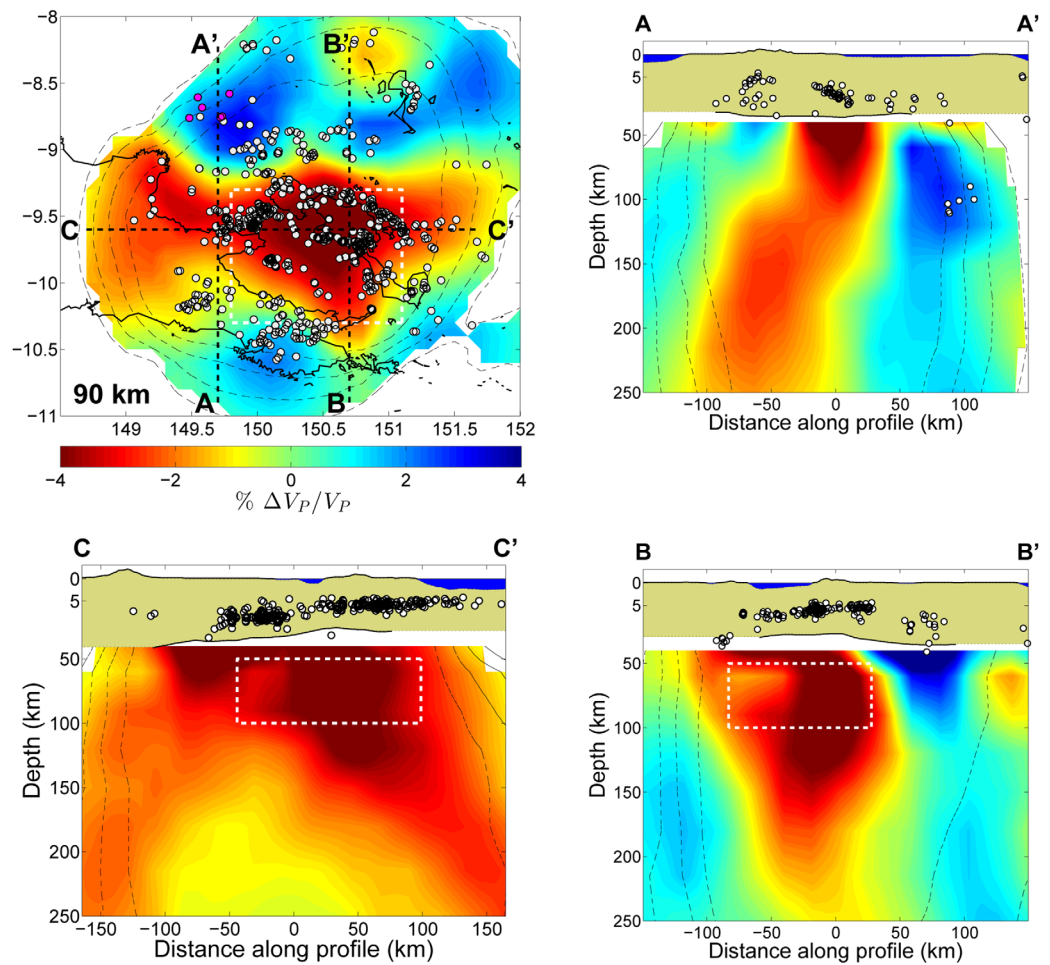 A’ B’
−8
−8.5
−9
−9.5
−10
−10.5
−11
C C’
90 km
A B
149 149.5 150 150.5 151 151.5 152
−4 −2 0 2 4
% ΔV_P/V_P
A A’
0
5
50
100
150
200
250
Depth (km)
−100 −50 0 50 100
Distance along profile (km)
C C’
0
5
50
100
150
200
250
Depth (km)
−150 −100 −50 0 50 100 150
Distance along profile (km)
B B’
0
5
50
100
150
200
250
Depth (km)
−100 −50 0 50 100
Distance along profile (km)